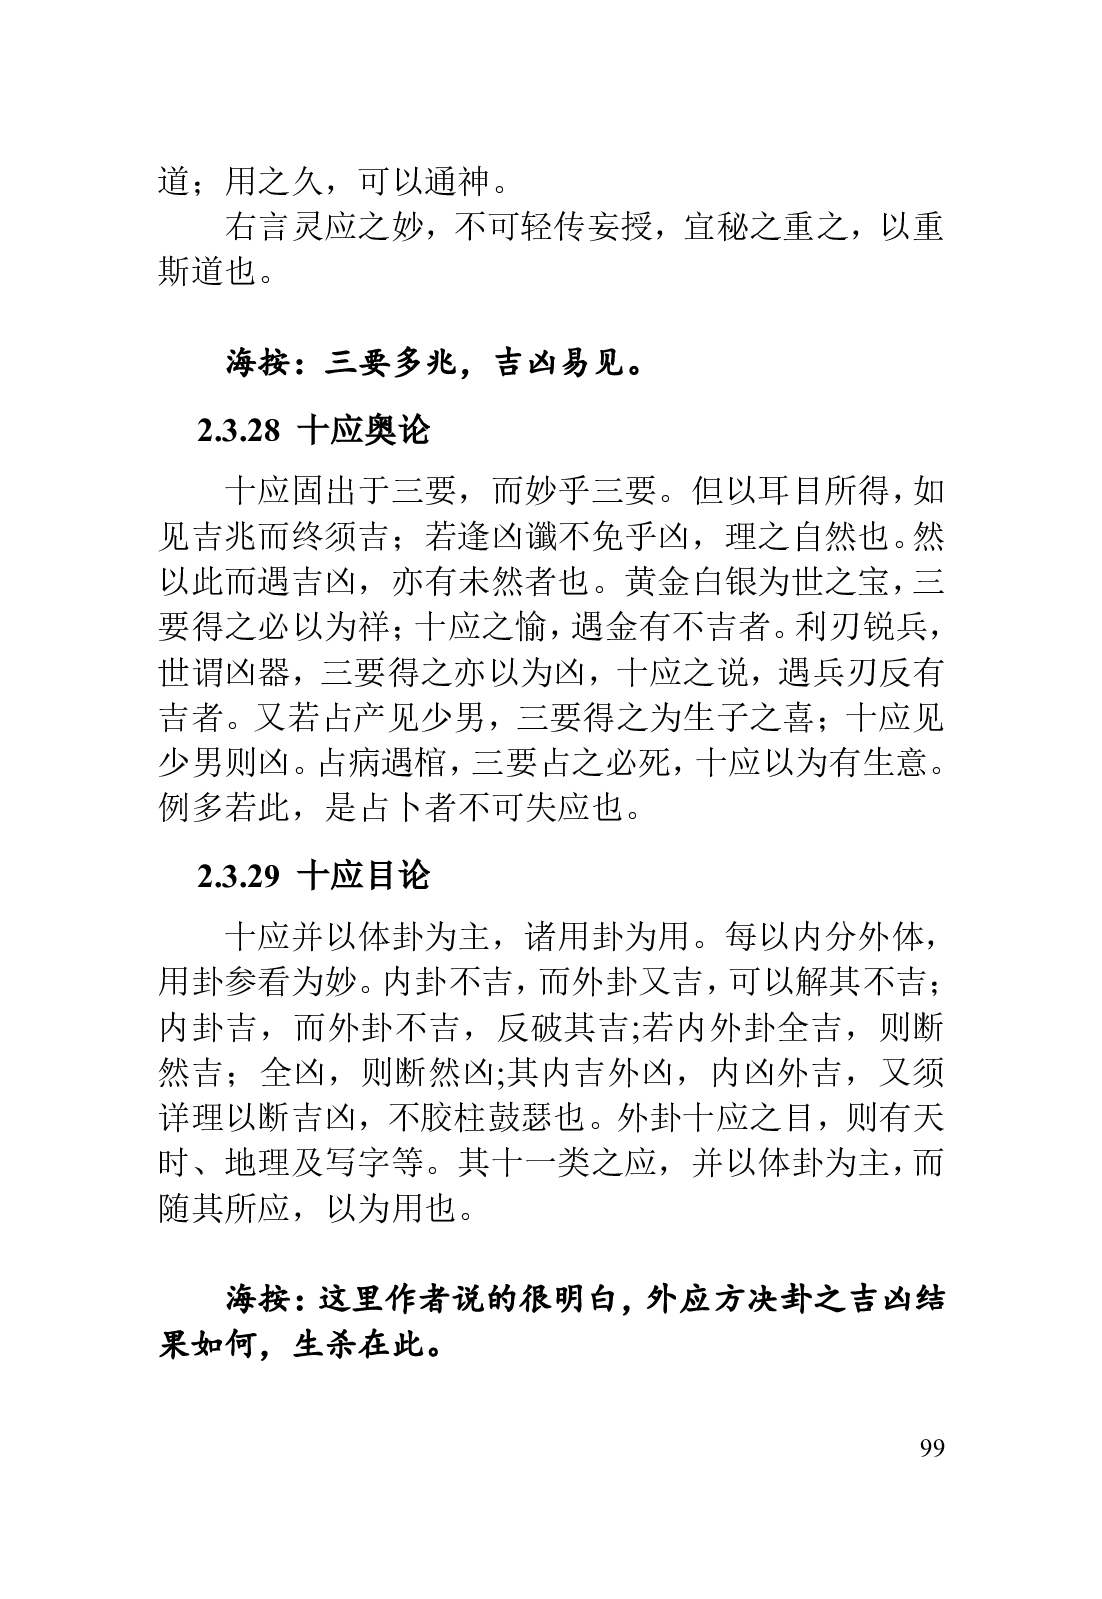 道；用之久，可以通神。
右言灵应之妙，不可轻传妄授，宜秘之重之，以重
斯道也。
海按：三要多兆，吉凶易见。
2.3.28 十应奥论
十应固出于三要，而妙乎三要。但以耳目所得，如
见吉兆而终须吉；若逢凶谶不免乎凶，理之自然也。然
以此而遇吉凶，亦有未然者也。黄金白银为世之宝，三
要得之必以为祥；十应之愉，遇金有不吉者。利刃锐兵，
世谓凶器，三要得之亦以为凶，十应之说，遇兵刃反有
吉者。又若占产见少男，三要得之为生子之喜；十应见
少男则凶。占病遇棺，三要占之必死，十应以为有生意。
例多若此，是占卜者不可失应也。
2.3.29 十应目论
十应并以体卦为主，诸用卦为用。每以内分外体，
用卦参看为妙。内卦不吉，而外卦又吉，可以解其不吉；
内卦吉，而外卦不吉，反破其吉;若内外卦全吉，则断
然吉；全凶，则断然凶;其内吉外凶，内凶外吉，又须
详理以断吉凶，不胶柱鼓瑟也。外卦十应之目，则有天
时、地理及写字等。其十一类之应，并以体卦为主，而
随其所应，以为用也。
海按：这里作者说的很明白，外应方决卦之吉凶结
果如何，生杀在此。
99